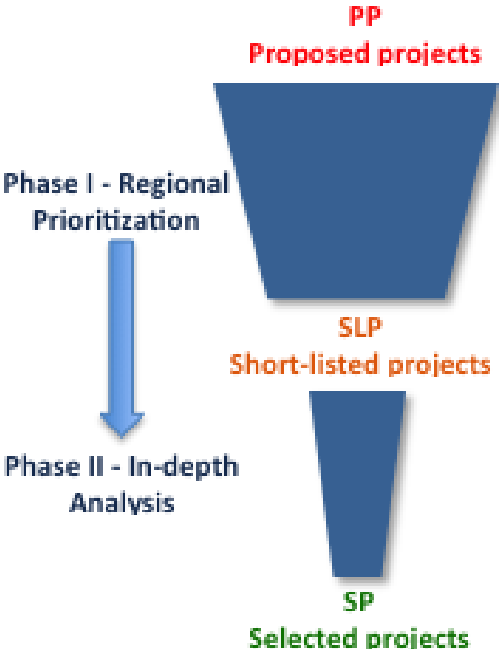 PP
Proposed projects
Phase I - Regional
Prioritization
SLP
Short-listed projects
Phase II - In-depth
Analysis
SP
Selected projects